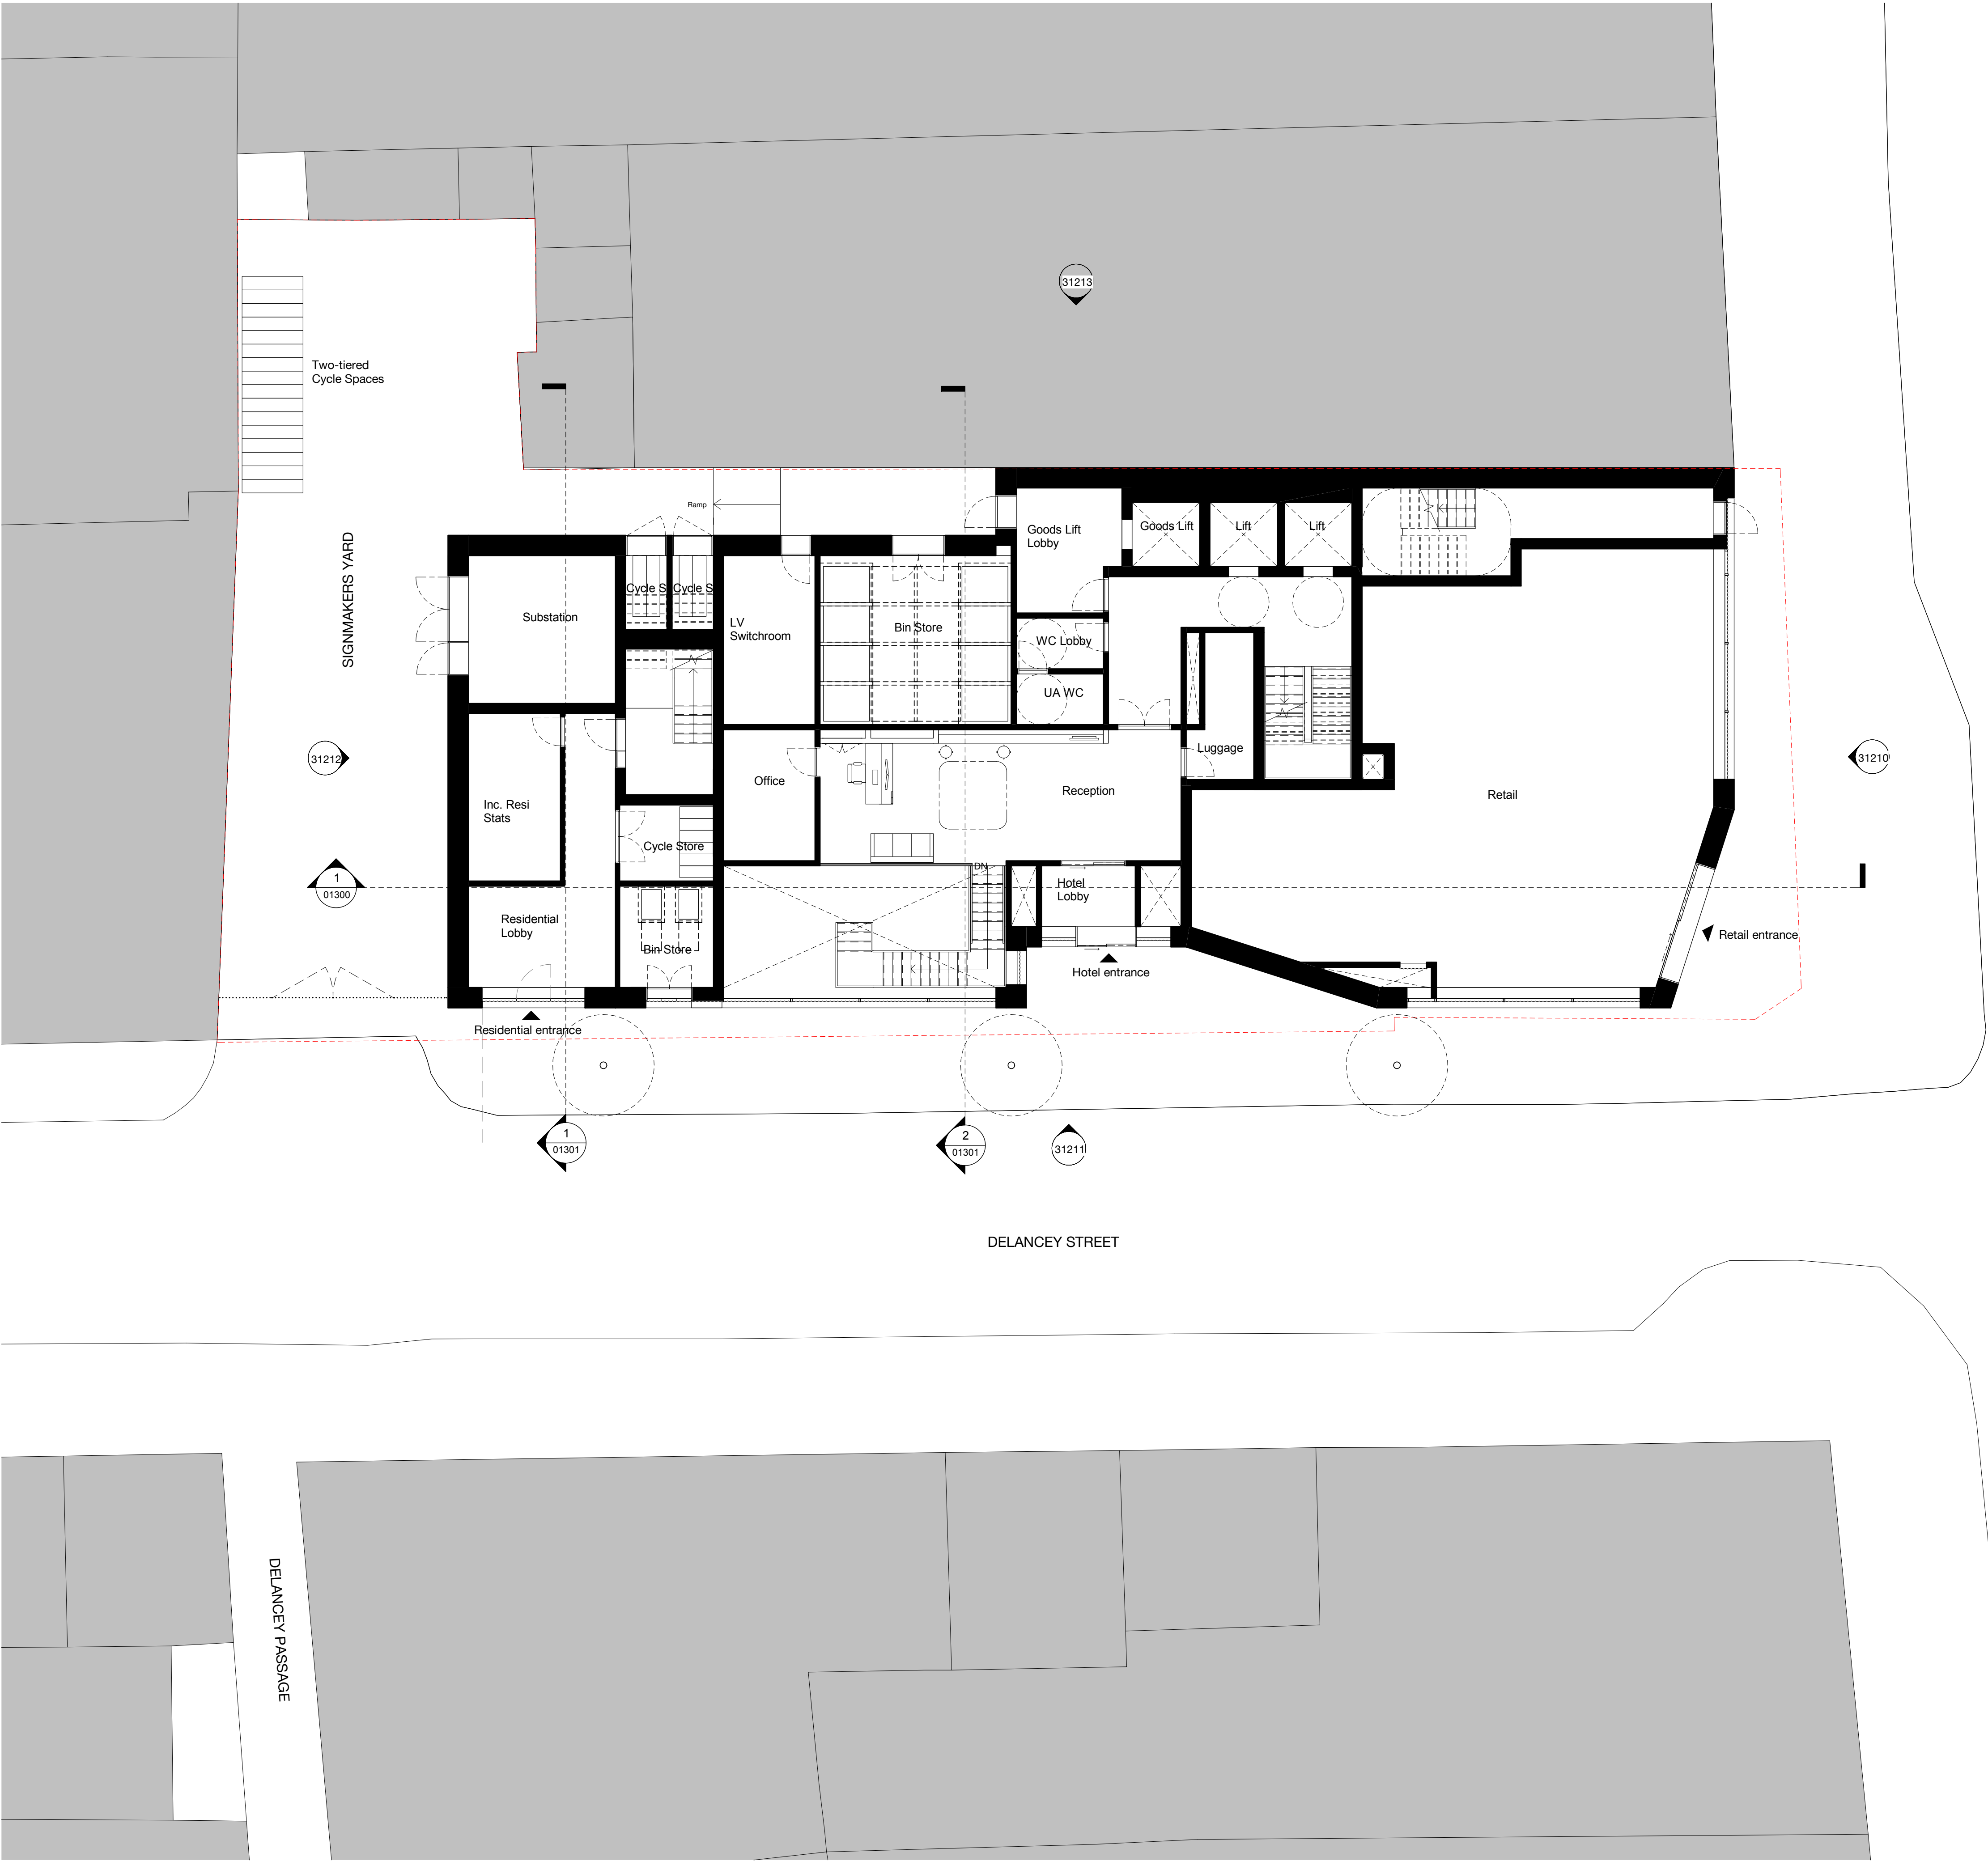 31213
Two-tiered
Cycle Spaces
Ramp
Goods Lift
Lobby
Goods Lift
Lift
Lift
SIGNMAKERS YARD
Substation
Cycle S
Cycle S
LV
Switchroom
Bin Store
WC Lobby
UA WC
31212
Luggage
31210
Office
Reception
Retail
Inc. Resi
Stats
Cycle Store
DN
1
01300
Hotel
Lobby
Residential
Lobby
Bin Store
Retail entrance
Hotel entrance
Residential entrance
1
01301
2
01301
31211
DELANCEY STREET
DELANCEY PASSAGE